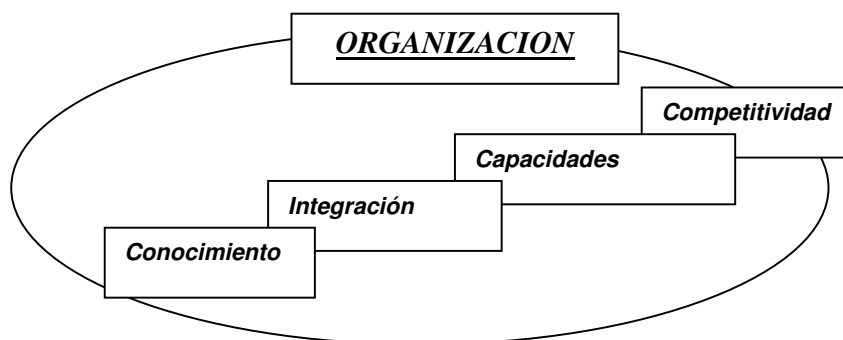 ORGANIZACION
Competitividad
Capacidades
Integración
Conocimiento